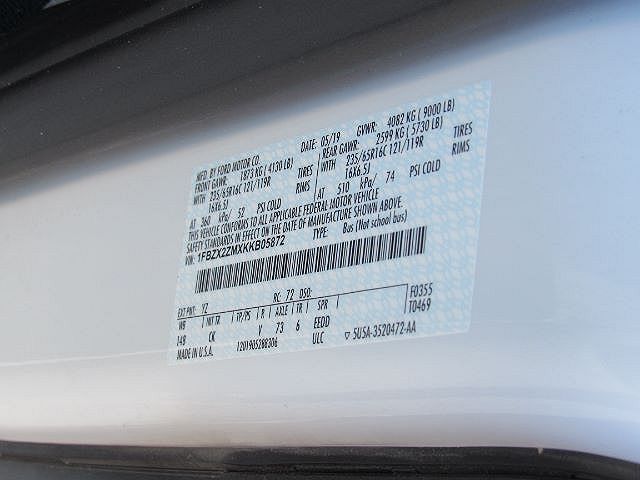 MFD. BY FORD MOTOR CO. DATE: 05/19 GVWR: 4082 KG ( 9000 LB)
FRONT GAWR: 1873 KG ( 4130 LB) REAR GAWR: 2599 KG ( 5730 LB)
WITH 235/65R16C 121/119R TIRES WITH 235/65R16C 121/119R TIRES
16X6.5J RIMS 16X6.5J RIMS
AT 360 kPa/ 52 PSI COLD AT 510 kPa/ 74 PSI COLD
THIS VEHICLE CONFORMS TO ALL APPLICABLE FEDERAL MOTOR VEHICLE
SAFETY STANDARDS IN EFFECT ON THE DATE OF MANUFACTURE SHOWN ABOVE.
VIN: 1FBZX2ZMXKKB05872 TYPE: Bus (Not school bus)
EXT PNT: YZ RC: 72 DSO: F0355
WB INT TR TP/PS R AXLE TR SPR T0469
148 CK V 73 6 EEDD
MADE IN U.S.A. 1201905288306 ULC ▽ 5USA-3520472-AA